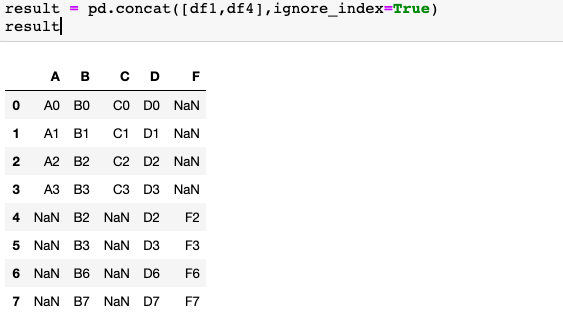 result = pd.concat([df1,df4],ignore_index=True)
result
A B C D F
0 A0 B0 C0 D0 NaN
1 A1 B1 C1 D1 NaN
2 A2 B2 C2 D2 NaN
3 A3 B3 C3 D3 NaN
4 NaN B2 NaN D2 F2
5 NaN B3 NaN D3 F3
6 NaN B6 NaN D6 F6
7 NaN B7 NaN D7 F7